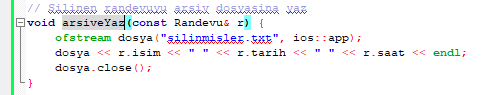 // Silinen randevuyu arsiv dosyasina yaz
void arsiveYaz(const Randevu& r) {
ofstream dosya("silinmisler.txt", ios::app);
dosya << r.isim << " " << r.tarih << " " << r.saat << endl;
dosya.close();
}